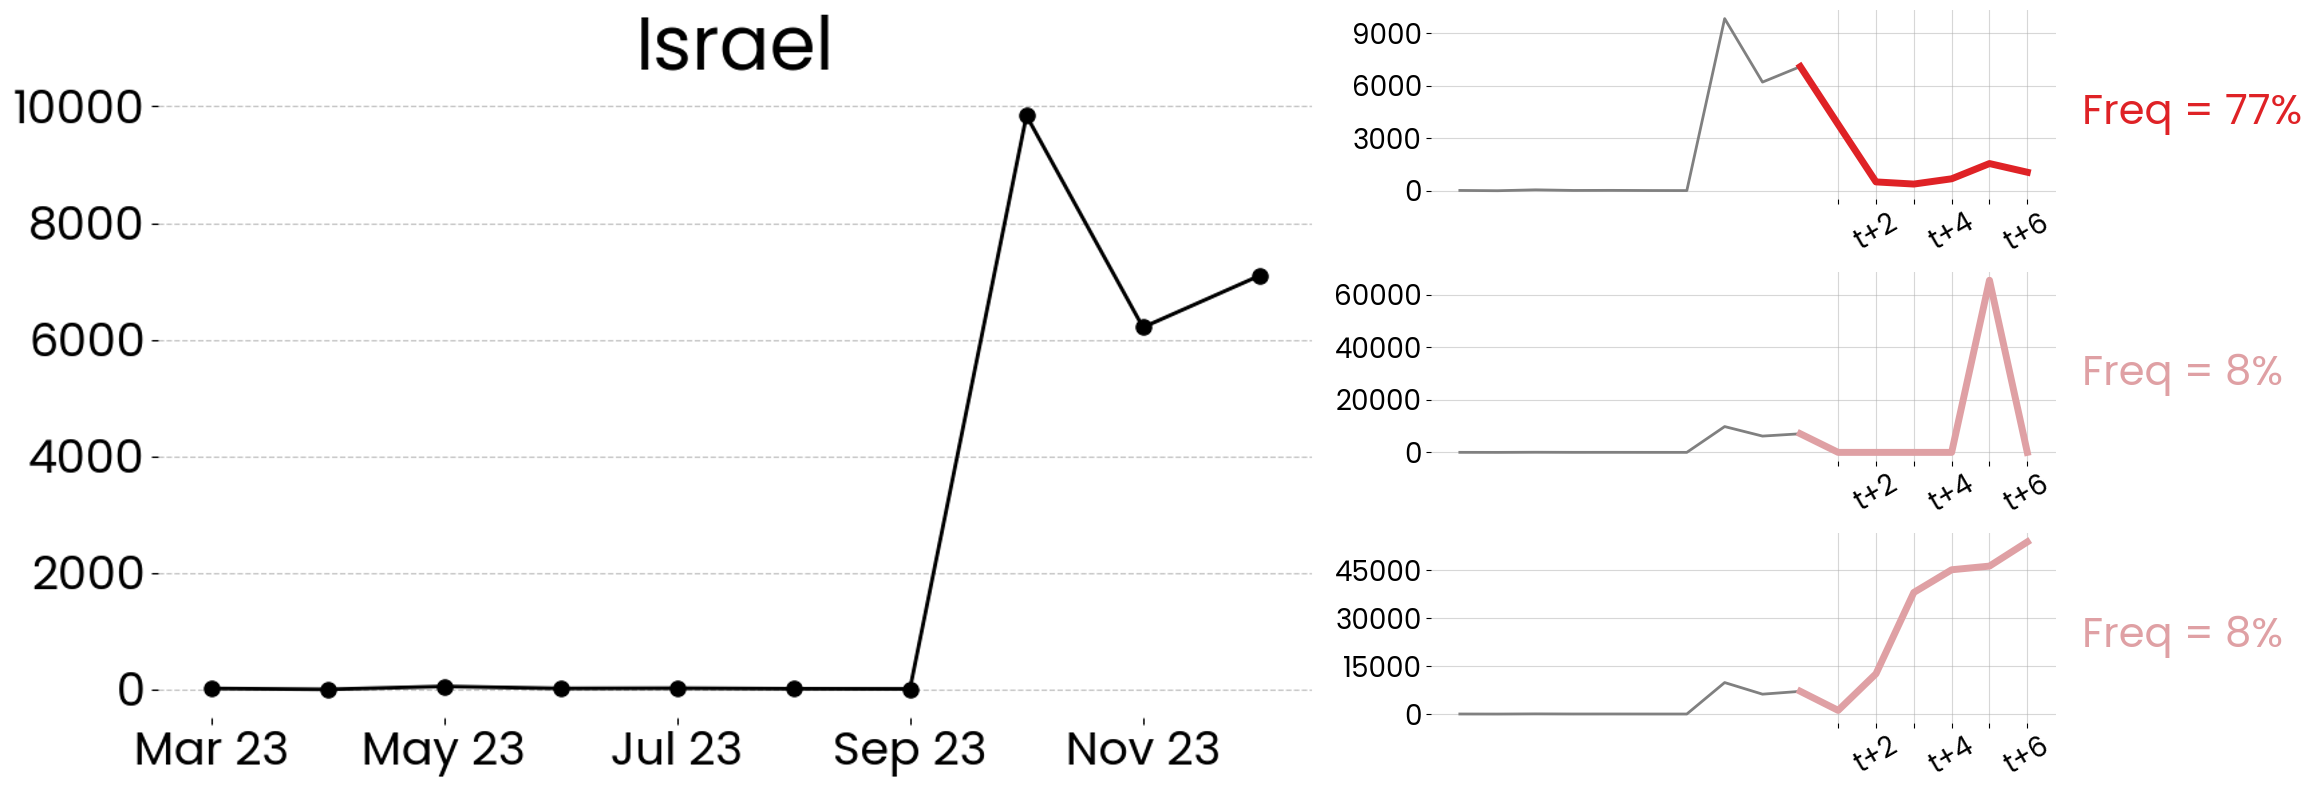 Israel
10000
8000
6000
4000
2000
0
Mar 23 May 23 Jul 23 Sep 23 Nov 23
9000
6000
3000
0
t+2 t+4 t+6
Freq = 77%
60000
40000
20000
0
t+2 t+4 t+6
Freq = 8%
45000
30000
15000
0
t+2 t+4 t+6
Freq = 8%